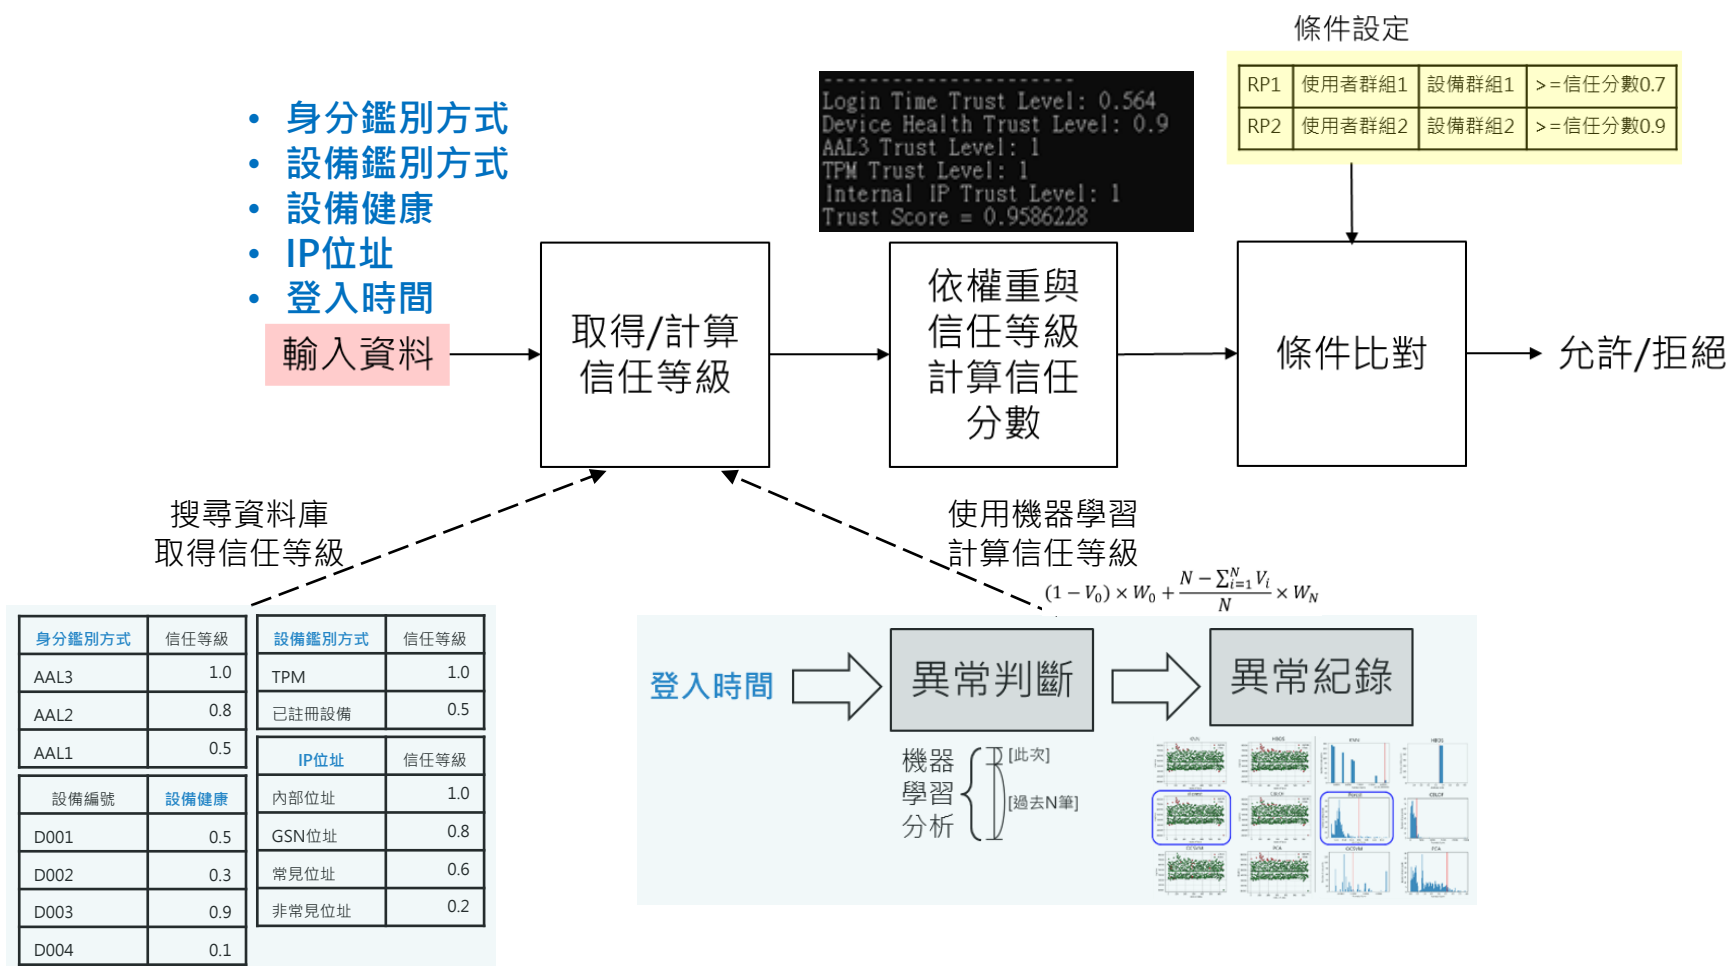 條件設定
RP1 使用者群組1 設備群組1 >=信任分數0.7
RP2 使用者群組2 設備群組2 >=信任分數0.9
----------------------
Login Time Trust Level: 0.564
Device Health Trust Level: 0.9
AAL3 Trust Level: 1
TPM Trust Level: 1
Internal IP Trust Level: 1
Trust Score = 0.9586228
• 身分鑑別方式
• 設備鑑別方式
• 設備健康
• IP位址
• 登入時間
輸入資料
取得/計算
信任等級
依權重與
信任等級
計算信任
分數
條件比對
允許/拒絕
搜尋資料庫
取得信任等級
使用機器學習
計算信任等級
(1 − V₀) × W₀ + (N − ∑ᵢ₌₁ᴺ Vᵢ)/N × W_N
身分鑑別方式 信任等級
AAL3 1.0
AAL2 0.8
AAL1 0.5
設備編號 設備健康
D001 0.5
D002 0.3
D003 0.9
D004 0.1
設備鑑別方式 信任等級
TPM 1.0
已註冊設備 0.5
IP位址 信任等級
內部位址 1.0
GSN位址 0.8
常見位址 0.6
非常見位址 0.2
登入時間
異常判斷
異常紀錄
機器
學習
分析
[此次]
[過去N筆]
KNN HBOS KNN HBOS
CBLOF CBLOF
OCSVM PCA OCSVM PCA